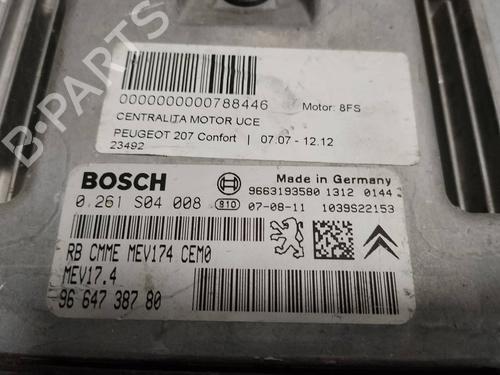 0000000000788446 Motor: 8FS
CENTRALITA MOTOR UCE
PEUGEOT 207 Confort | 07.07 - 12.12
23492
BOSCH Made in Germany
9663193580 1312 0144
0.261 S04 008 810 07-08-11 1039S22153
RB CMME MEV174 CEM0
MEV17.4
96 647 387 80